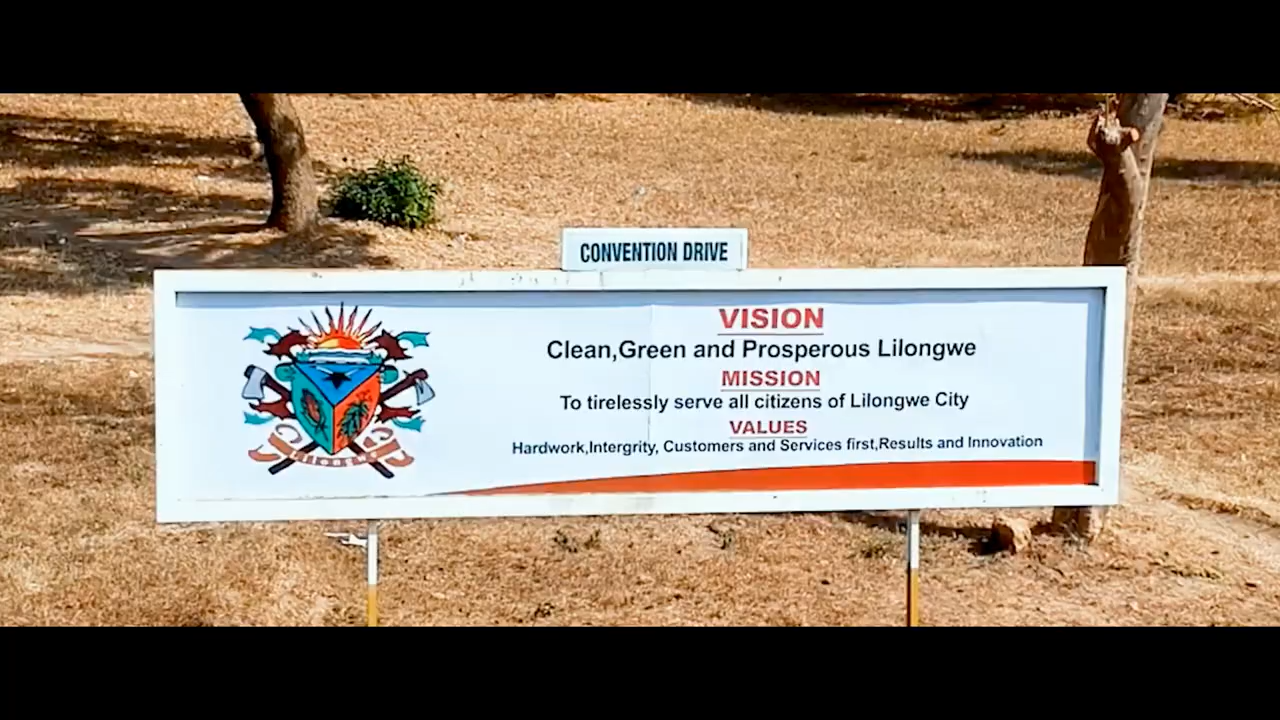 CONVENTION DRIVE
VISION
Clean,Green and Prosperous Lilongwe
MISSION
To tirelessly serve all citizens of Lilongwe City
VALUES
Hardwork,Intergrity, Customers and Services first,Results and Innovation